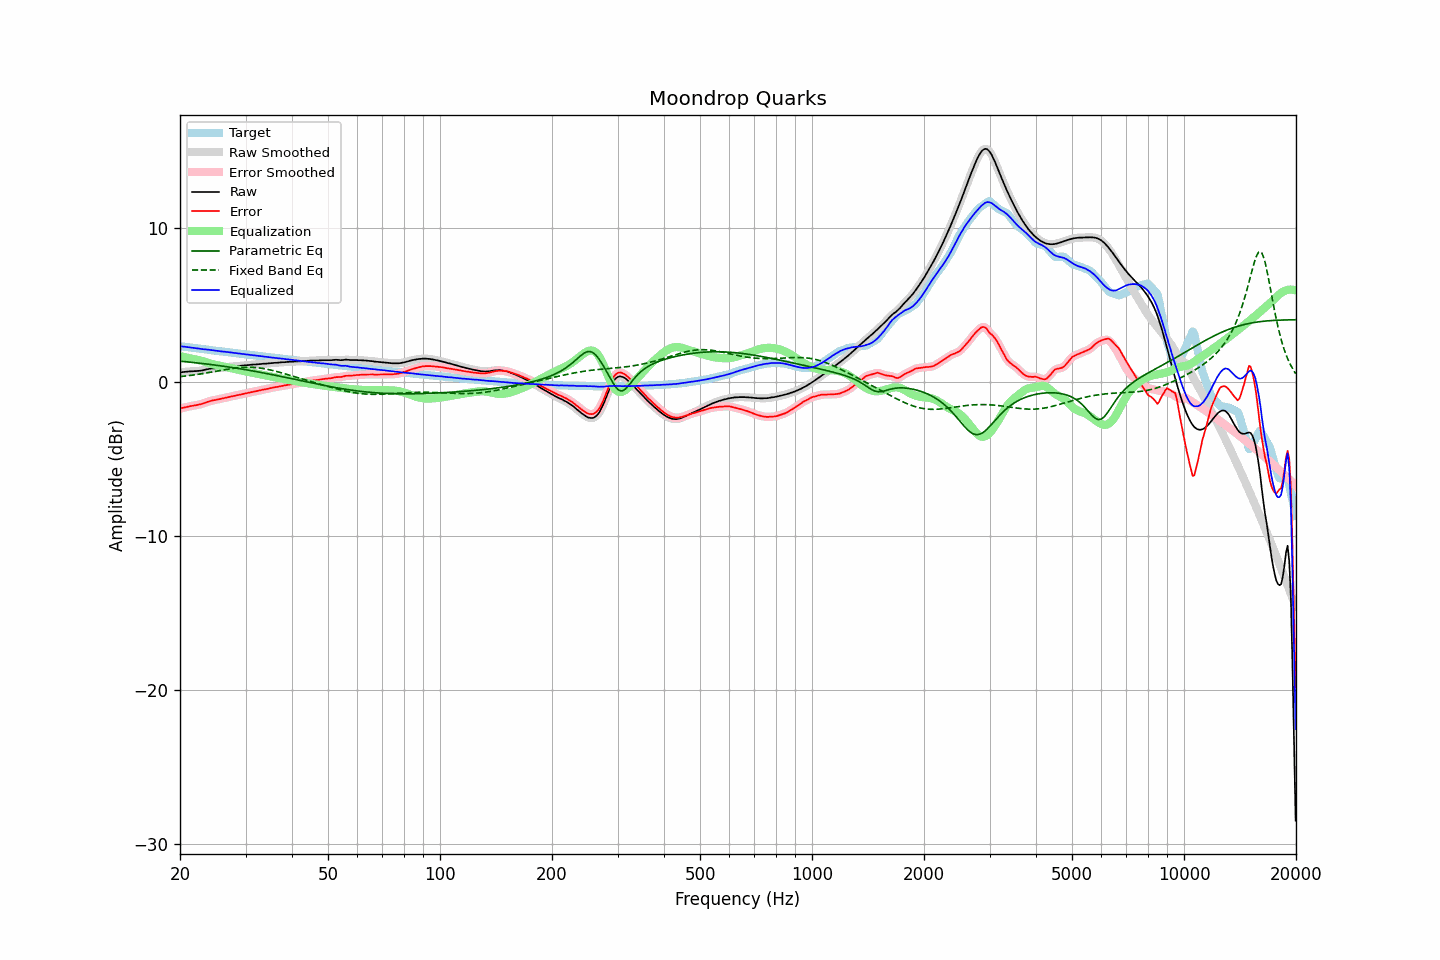 Moondrop Quarks
Target
Raw Smoothed
Error Smoothed
Raw
Error
Equalization
Parametric Eq
Fixed Band Eq
Equalized
10
0
−10
−20
−30
Amplitude (dBr)
20 50 100 200 500 1000 2000 5000 10000 20000
Frequency (Hz)